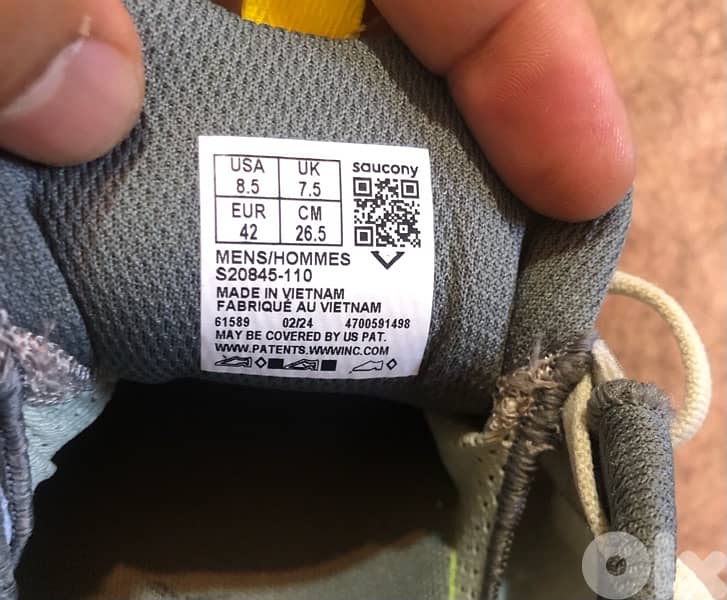 USA UK
8.5 7.5
EUR CM
42 26.5
saucony
MENS/HOMMES
S20845-110
MADE IN VIETNAM
FABRIQUÉ AU VIETNAM
61589 02/24 4700591498
MAY BE COVERED BY US PAT.
WWW.PATENTS.WWWINC.COM
olx